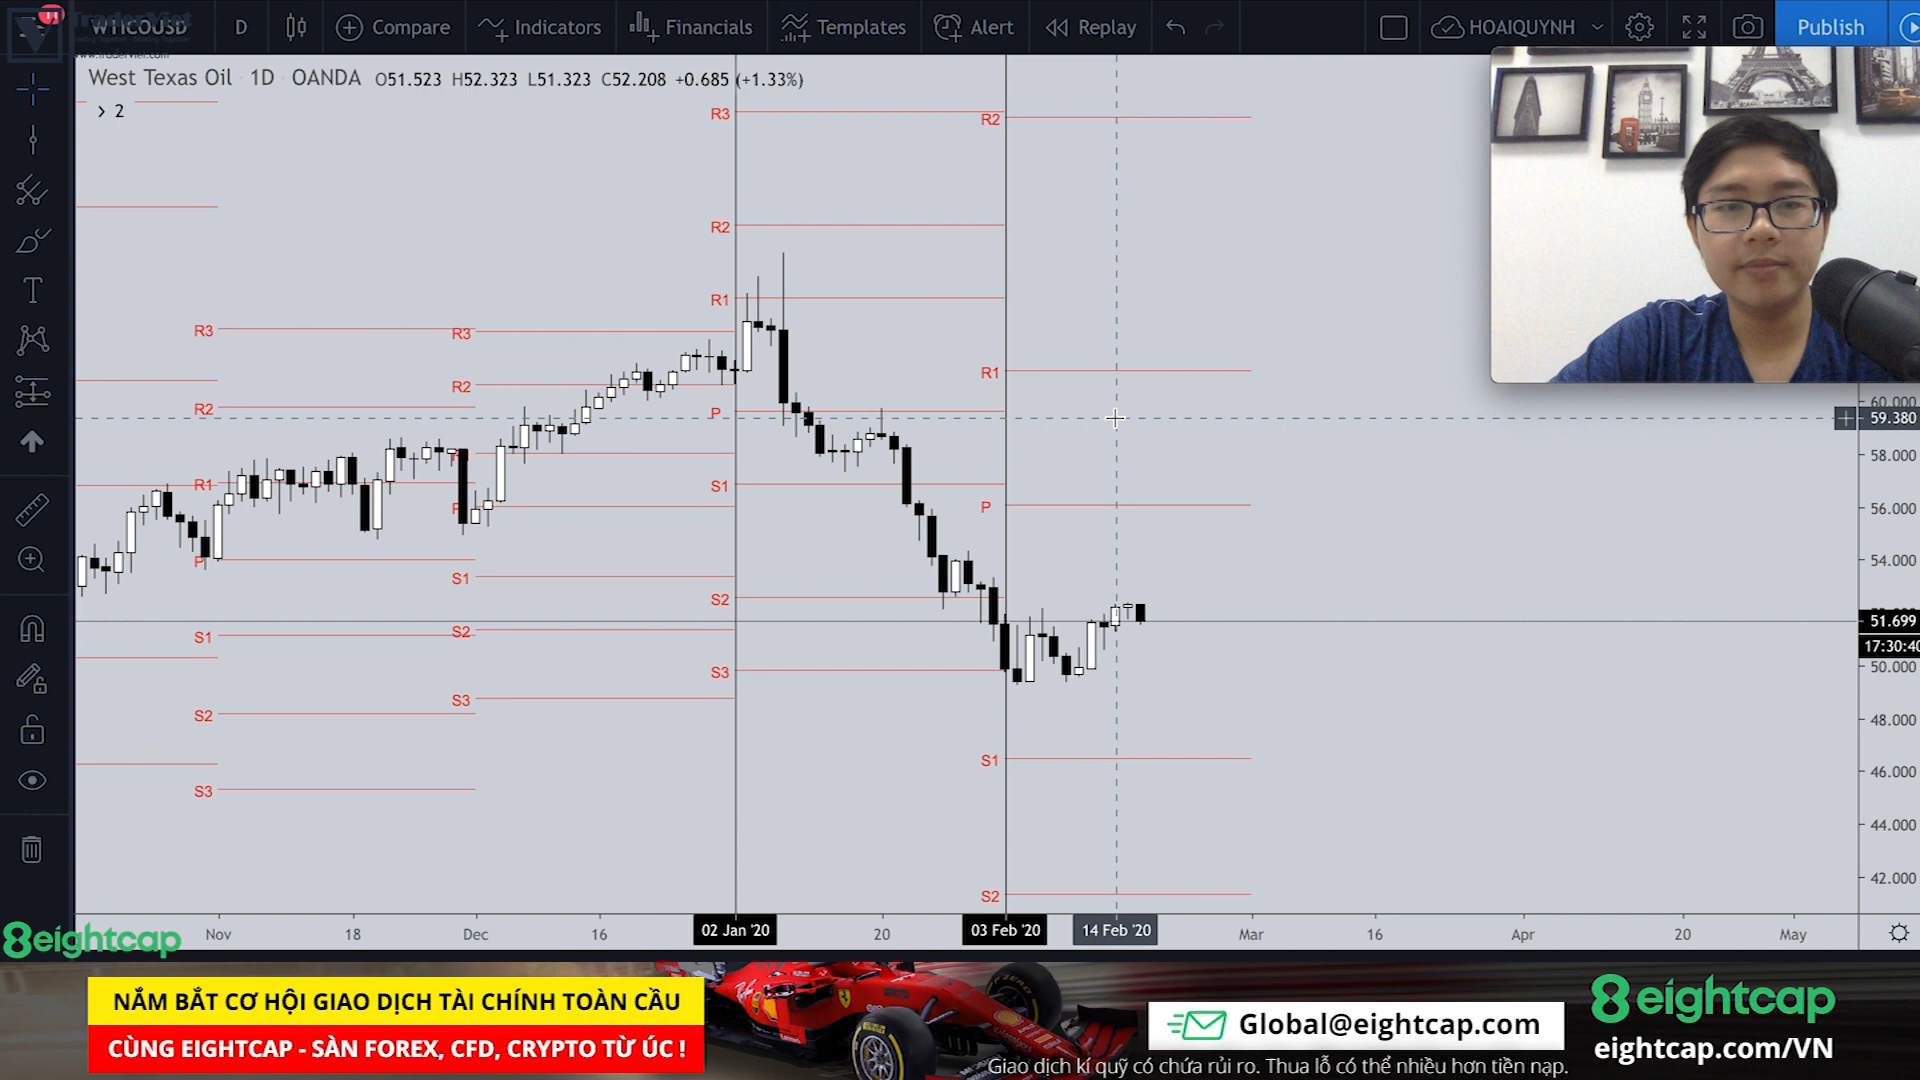 TraderViet
WTICOUSD D Compare Indicators Financials Templates Alert Replay HOAIQUYNH Publish
11
West Texas Oil 1D OANDA O51.523 H52.323 L51.323 C52.208 +0.685 (+1.33%)
> 2
R3
R2
R2
R1
R3
R3
R2
R1
R2
P
60.000
59.380
58.000
R1
S1
P
56.000
P
54.000
S1
S2
51.699
S1
S2
17:30:40
50.000
S3
S3
S2
48.000
S1
46.000
S3
44.000
S2
42.000
Nov 18 Dec 16 02 Jan '20 20 03 Feb '20 14 Feb '20 Mar 16 Apr 20 May
8eightcap
NẮM BẮT CƠ HỘI GIAO DỊCH TÀI CHÍNH TOÀN CẦU
CÙNG EIGHTCAP - SÀN FOREX, CFD, CRYPTO TỪ ÚC !
Global@eightcap.com
8eightcap
eightcap.com/VN
Giao dịch kí quỹ có chứa rủi ro. Thua lỗ có thể nhiều hơn tiền nạp.